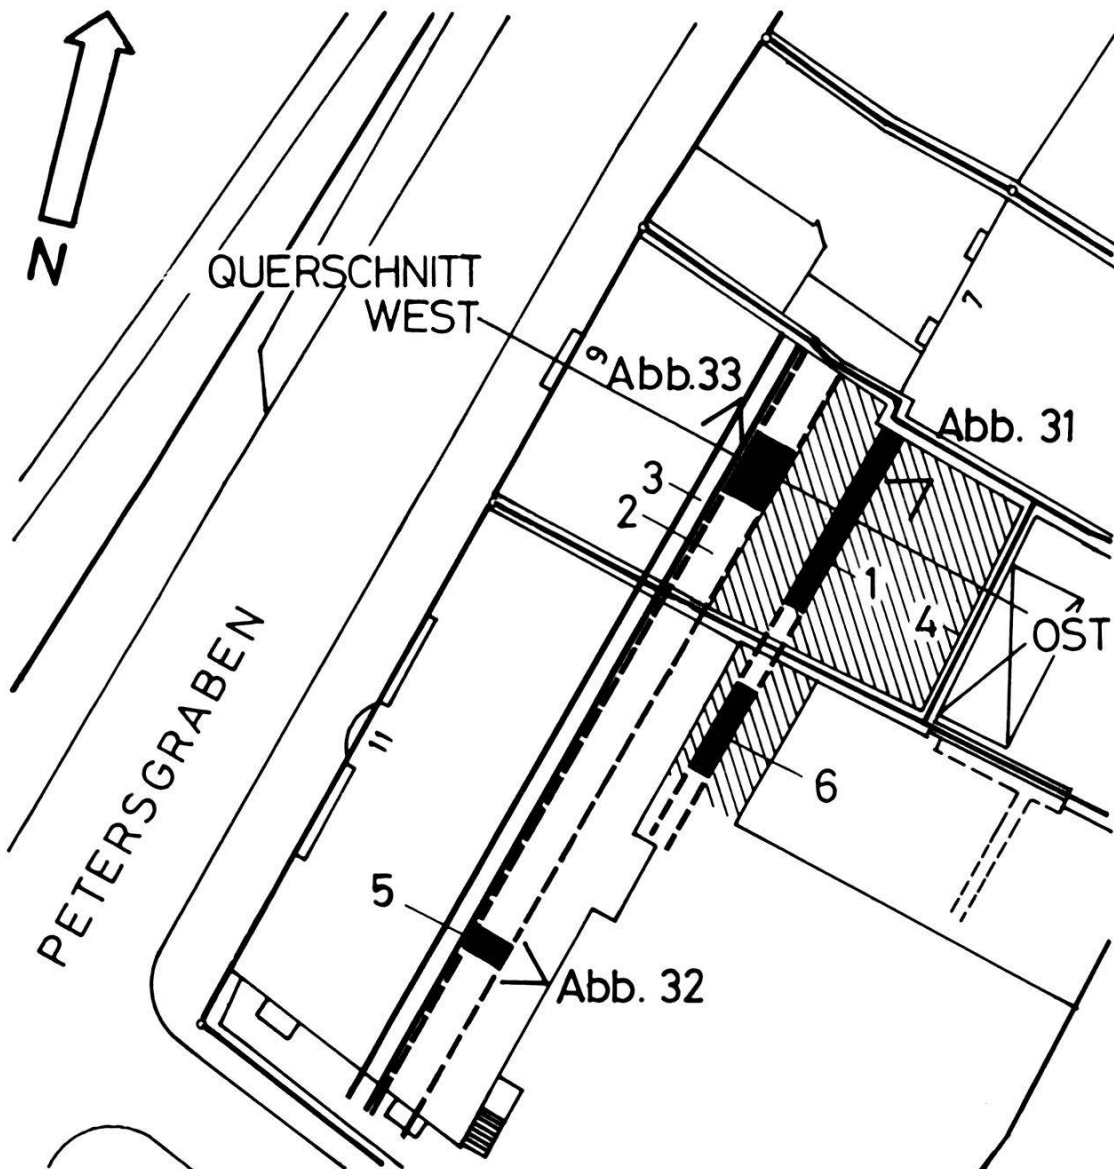 N
QUERSCHNITT
WEST
7
9
Abb.33
Abb. 31
3
2
1
4
OST
PETERSGRABEN
11
6
5
Abb. 32